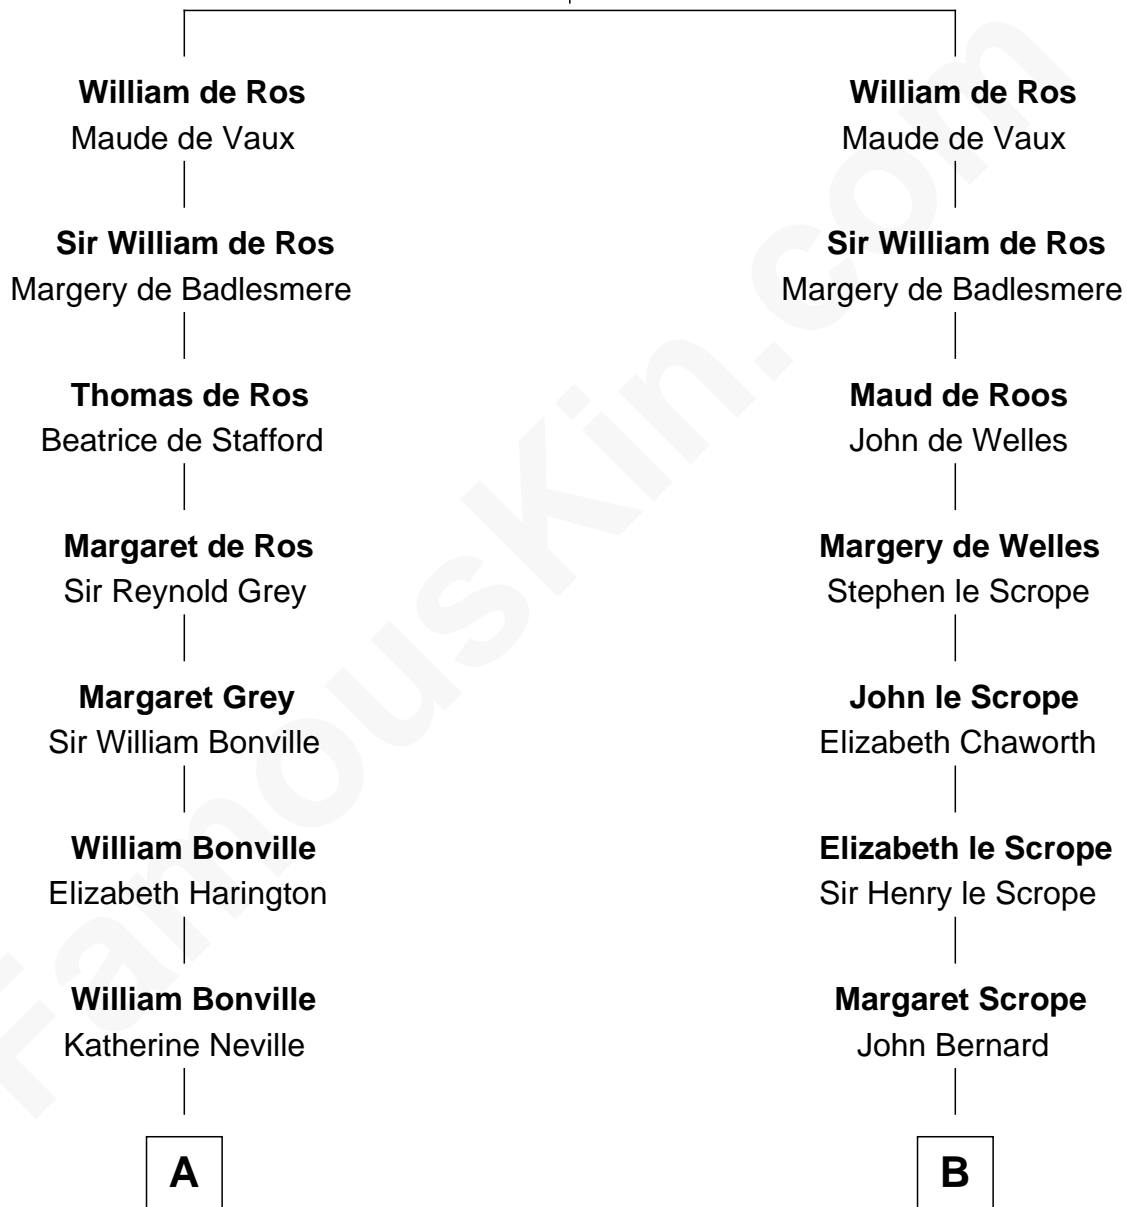 William de Ros
Maude de Vaux
Sir William de Ros
Margery de Badlesmere
Thomas de Ros
Beatrice de Stafford
Margaret de Ros
Sir Reynold Grey
Margaret Grey
Sir William Bonville
William Bonville
Elizabeth Harington
William Bonville
Katherine Neville
A
William de Ros
Maude de Vaux
Sir William de Ros
Margery de Badlesmere
Maud de Roos
John de Welles
Margery de Welles
Stephen le Scrope
John le Scrope
Elizabeth Chaworth
Elizabeth le Scrope
Sir Henry le Scrope
Margaret Scrope
John Bernard
B
FamousKin.com